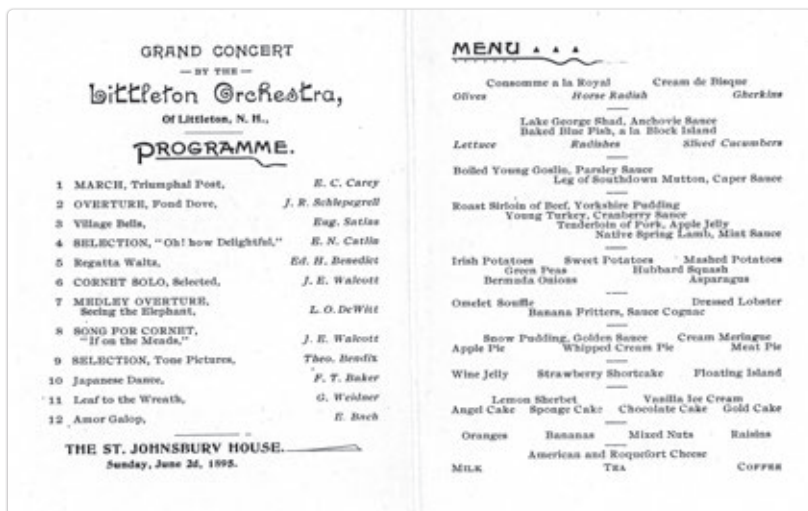 GRAND CONCERT
— BY THE —
Littleton Orchestra,
Of Littleton, N. H.,
PROGRAMME.
1 MARCH, Triumphal Post, E. C. Carey
2 OVERTURE, Fond Dove, J. R. Schlepegrell
3 Village Bells, Eug. Satias
4 SELECTION, "Oh! how Delightful," E. N. Catlin
5 Regatta Waltz, Ed. H. Benedict
6 CORNET SOLO, Selected, J. E. Walcott
7 MEDLEY OVERTURE,
Seeing the Elephant, L. O. DeWitt
8 SONG FOR CORNET,
"If on the Meads," J. E. Walcott
9 SELECTION, Tone Pictures, Theo. Bendix
10 Japanese Dance, F. T. Baker
11 Leaf to the Wreath, G. Weidner
12 Amor Galop, E. Bach
THE ST. JOHNSBURY HOUSE.
Sunday, June 2d, 1895.
MENU
Consomme a la Royal Cream de Bisque
Olives Horse Radish Gherkins
Lake George Shad, Anchovie Sauce
Baked Blue Fish, a la Block Island
Lettuce Radishes Sliced Cucumbers
Boiled Young Goslin, Parsley Sauce
Leg of Southdown Mutton, Caper Sauce
Roast Sirloin of Beef, Yorkshire Pudding
Young Turkey, Cranberry Sauce
Tenderloin of Pork, Apple Jelly
Native Spring Lamb, Mint Sauce
Irish Potatoes Sweet Potatoes Mashed Potatoes
Green Peas Hubbard Squash
Bermuda Onions Asparagus
Omelet Souffle Dressed Lobster
Banana Fritters, Sauce Cognac
Snow Pudding, Golden Sauce Cream Meringue
Apple Pie Whipped Cream Pie Meat Pie
Wine Jelly Strawberry Shortcake Floating Island
Lemon Sherbet Vanilla Ice Cream
Angel Cake Sponge Cake Chocolate Cake Gold Cake
Oranges Bananas Mixed Nuts Raisins
American and Roquefort Cheese
MILK TEA COFFEE